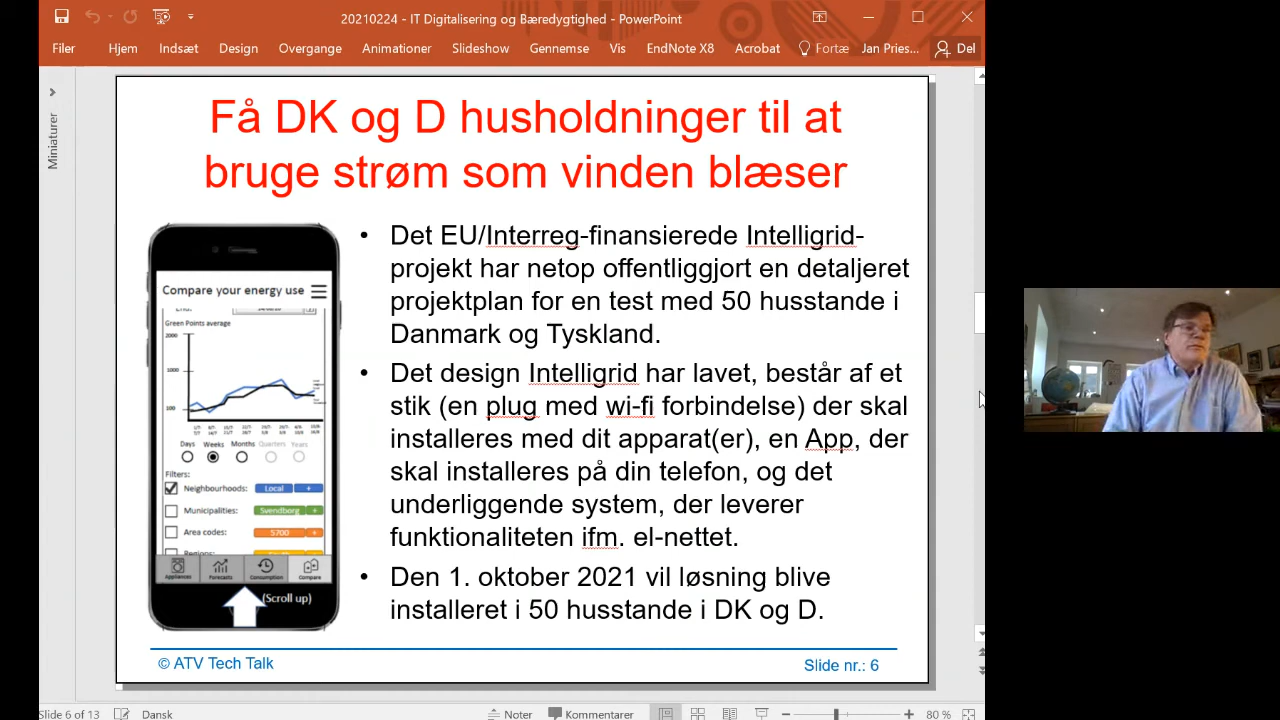 20210224 - IT Digitalisering og Bæredygtighed - PowerPoint
Filer Hjem Indsæt Design Overgange Animationer Slideshow Gennemse Vis EndNote X8 Acrobat Fortæ Jan Pries... Del
Miniaturer
Få DK og D husholdninger til at
bruge strøm som vinden blæser
Compare your energy use
Green Points average
2000
1000
100
Days Weeks Months Quarters Years
Filters:
Neighbourhoods: Local +
Municipalities: Svendborg +
Area codes: 5700 +
Regions:
Appliances Forecasts Consumption Compare
(Scroll up)
• Det EU/Interreg-finansierede Intelligrid-
projekt har netop offentliggjort en detaljeret
projektplan for en test med 50 husstande i
Danmark og Tyskland.
• Det design Intelligrid har lavet, består af et
stik (en plug med wi-fi forbindelse) der skal
installeres med dit apparat(er), en App, der
skal installeres på din telefon, og det
underliggende system, der leverer
funktionaliteten ifm. el-nettet.
• Den 1. oktober 2021 vil løsning blive
installeret i 50 husstande i DK og D.
© ATV Tech Talk
Slide nr.: 6
Slide 6 of 13 Dansk Noter Kommentarer 80 %